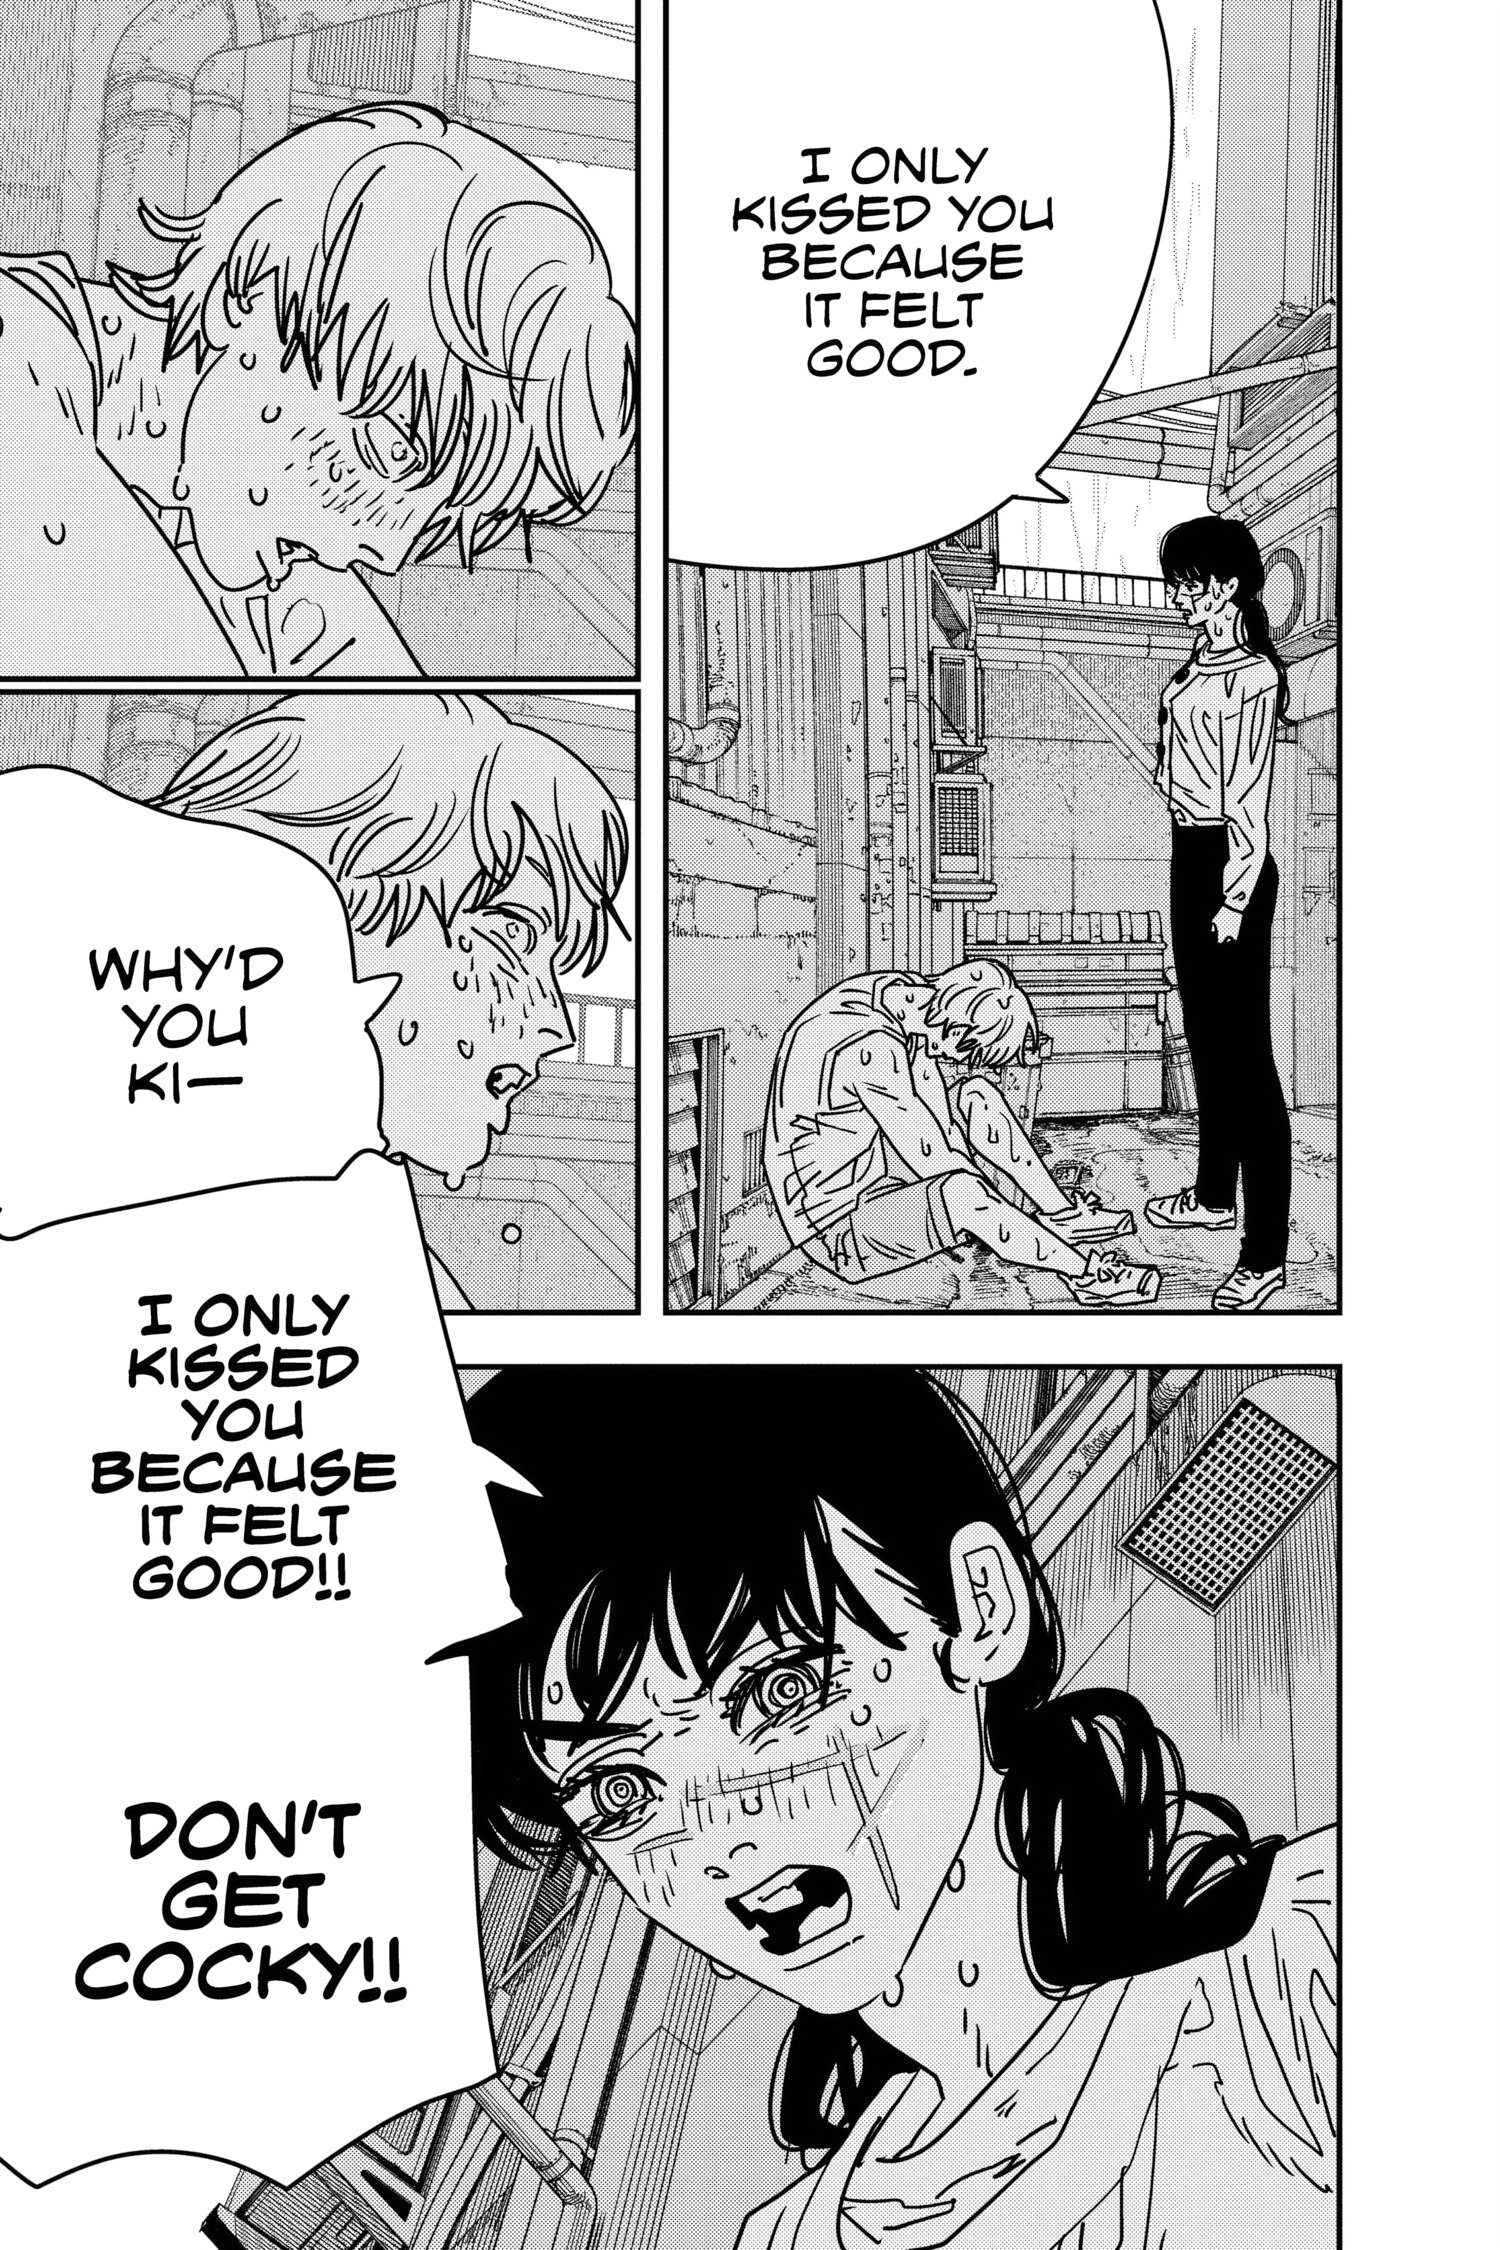 I ONLY
KISSED YOU
BECAUSE
IT FELT
GOOD.
WHY'D
YOU
KI—
I ONLY
KISSED
YOU
BECAUSE
IT FELT
GOOD!!
DON'T
GET
COCKY!!